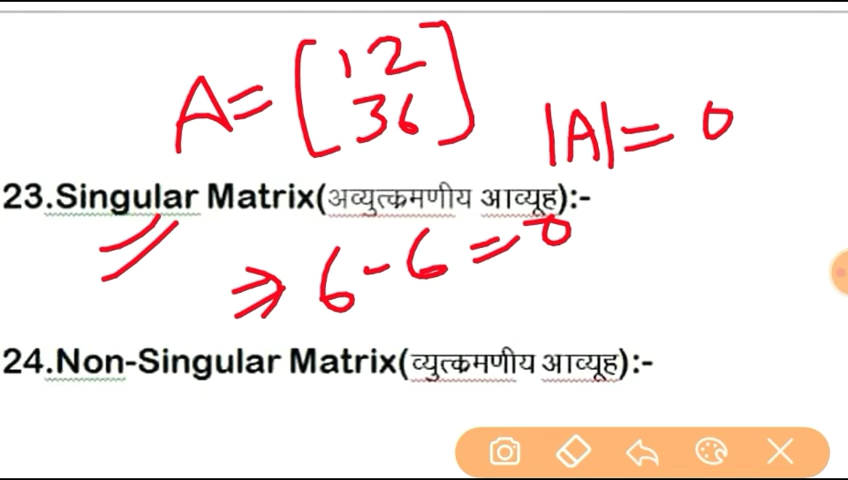 A = [1 2
3 6]
|A| = 0
23.Singular Matrix(अव्युत्क्रमणीय आव्यूह):-
⇒ 6 - 6 = 0
24.Non-Singular Matrix(व्युत्क्रमणीय आव्यूह):-